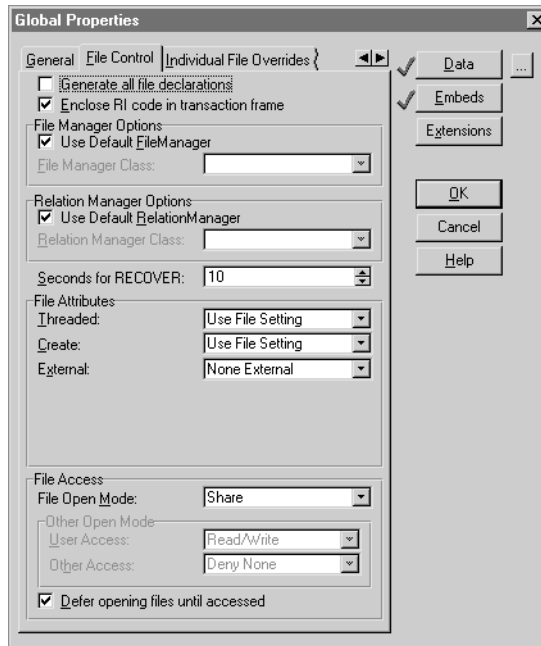 Global Properties
General File Control Individual File Overrides
Generate all file declarations
Enclose RI code in transaction frame
File Manager Options
Use Default FileManager
File Manager Class:
Relation Manager Options
Use Default RelationManager
Relation Manager Class:
Seconds for RECOVER: 10
File Attributes
Threaded: Use File Setting
Create: Use File Setting
External: None External
File Access
File Open Mode: Share
Other Open Mode
User Access: Read/Write
Other Access: Deny None
Defer opening files until accessed
Data ...
Embeds
Extensions
OK
Cancel
Help